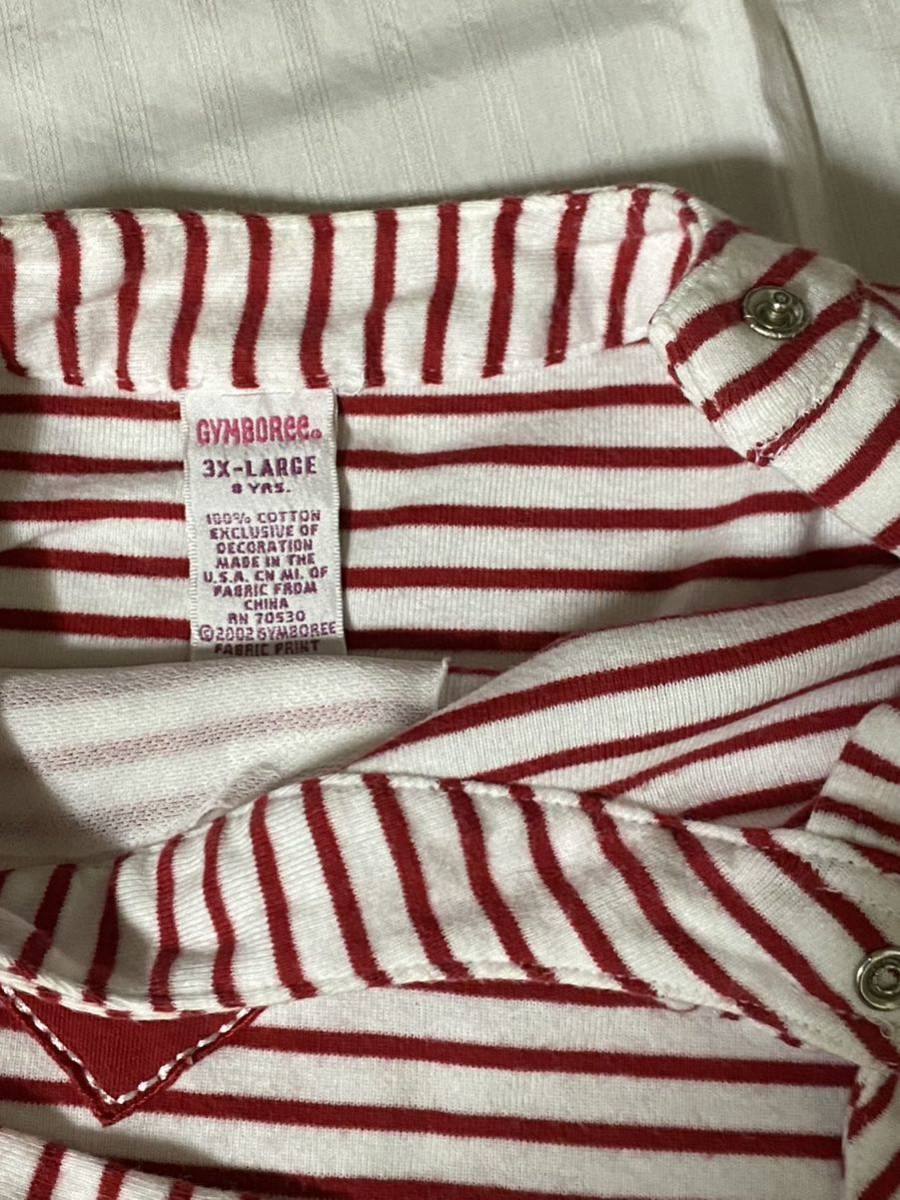 GYMBOREE®
3X-LARGE
8 YRS.
100% COTTON
EXCLUSIVE OF
DECORATION
MADE IN THE
U.S.A. CN MI. OF
FABRIC FROM
CHINA
RN 70530
©2002 GYMBOREE
FABRIC PRINT